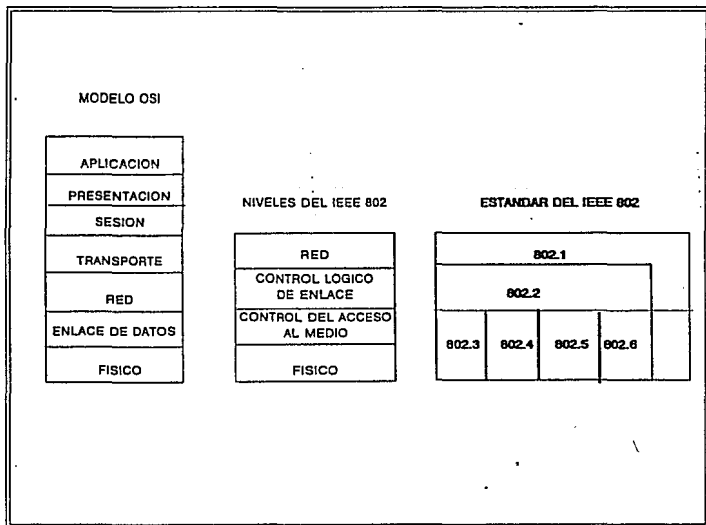 MODELO OSI
APLICACION
PRESENTACION
SESION
TRANSPORTE
RED
ENLACE DE DATOS
FISICO
NIVELES DEL IEEE 802
RED
CONTROL LOGICO
DE ENLACE
CONTROL DEL ACCESO
AL MEDIO
FISICO
ESTANDAR DEL IEEE 802
802.1
802.2
802.3
802.4
802.5
802.6